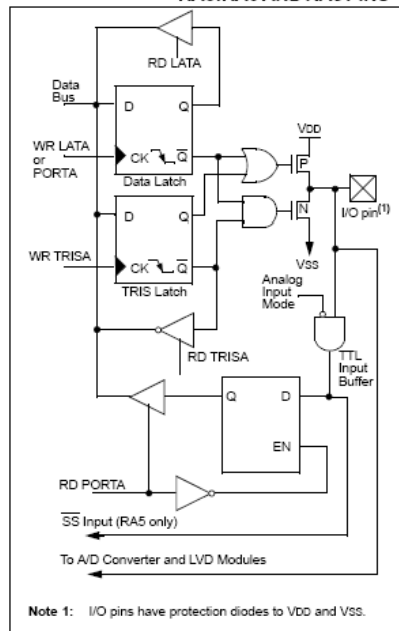 RD LATA
Data
Bus
D Q
VDD
WR LATA
or
PORTA
CK Q
P
Data Latch
N
I/O pin(1)
D Q
WR TRISA
CK Q
VSS
Analog
Input
Mode
TRIS Latch
RD TRISA
TTL
Input
Buffer
Q D
EN
RD PORTA
SS Input (RA5 only)
To A/D Converter and LVD Modules
Note 1: I/O pins have protection diodes to VDD and VSS.